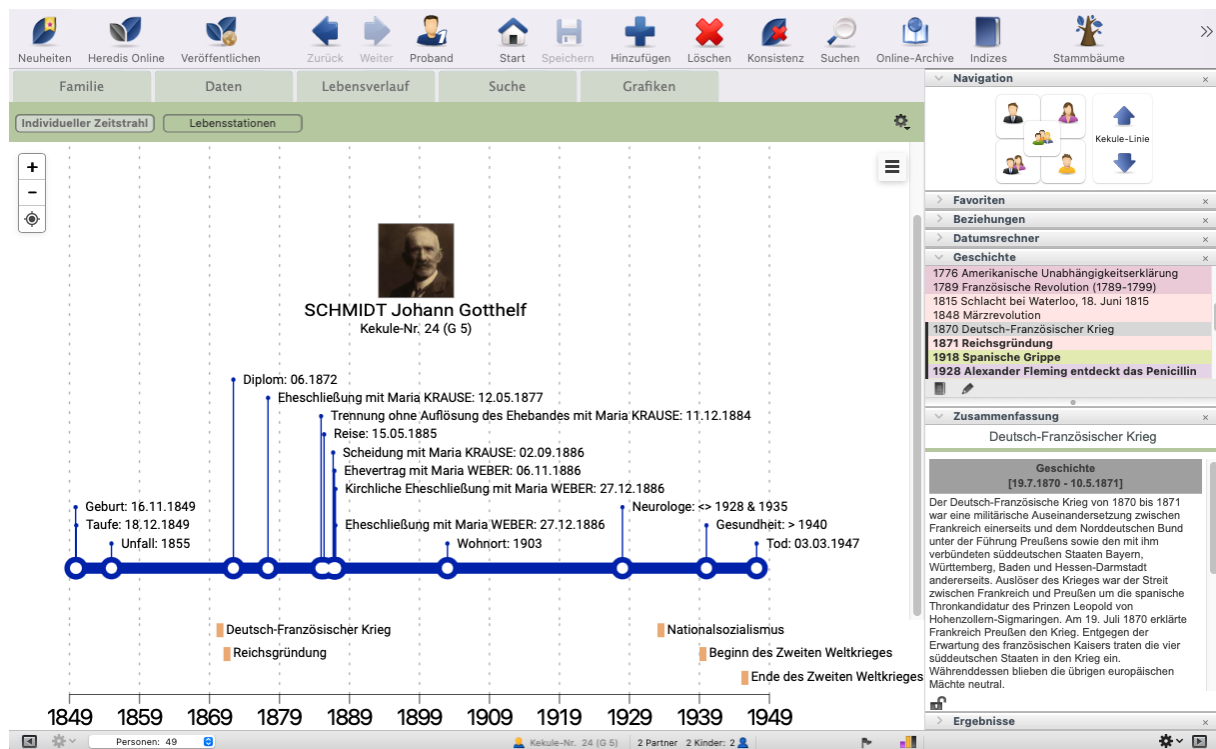 Neuheiten Heredis Online Veröffentlichen Zurück Weiter Proband Start Speichern Hinzufügen Löschen Konsistenz Suchen Online-Archive Indizes Stammbäume
Familie Daten Lebensverlauf Suche Grafiken
Individueller Zeitstrahl Lebensstationen
SCHMIDT Johann Gotthelf
Kekule-Nr. 24 (G 5)
Diplom: 06.1872
Eheschließung mit Maria KRAUSE: 12.05.1877
Trennung ohne Auflösung des Ehebandes mit Maria KRAUSE: 11.12.1884
Reise: 15.05.1885
Scheidung mit Maria KRAUSE: 02.09.1886
Ehevertrag mit Maria WEBER: 06.11.1886
Kirchliche Eheschließung mit Maria WEBER: 27.12.1886
Geburt: 16.11.1849
Neurologe: <> 1928 & 1935
Taufe: 18.12.1849
Eheschließung mit Maria WEBER: 27.12.1886
Gesundheit: > 1940
Unfall: 1855
Wohnort: 1903
Tod: 03.03.1947
Deutsch-Französischer Krieg
Nationalsozialismus
Reichsgründung
Beginn des Zweiten Weltkrieges
Ende des Zweiten Weltkrieges
1849 1859 1869 1879 1889 1899 1909 1919 1929 1939 1949
Navigation
Kekule-Linie
Favoriten
Beziehungen
Datumsrechner
Geschichte
1776 Amerikanische Unabhängigkeitserklärung
1789 Französische Revolution (1789-1799)
1815 Schlacht bei Waterloo, 18. Juni 1815
1848 Märzrevolution
1870 Deutsch-Französischer Krieg
1871 Reichsgründung
1918 Spanische Grippe
1928 Alexander Fleming entdeckt das Penicillin
Zusammenfassung
Deutsch-Französischer Krieg
Geschichte
[19.7.1870 - 10.5.1871]
Der Deutsch-Französische Krieg von 1870 bis 1871
war eine militärische Auseinandersetzung zwischen
Frankreich einerseits und dem Norddeutschen Bund
unter der Führung Preußens sowie den mit ihm
verbündeten süddeutschen Staaten Bayern,
Württemberg, Baden und Hessen-Darmstadt
andererseits. Auslöser des Krieges war der Streit
zwischen Frankreich und Preußen um die spanische
Thronkandidatur des Prinzen Leopold von
Hohenzollern-Sigmaringen. Am 19. Juli 1870 erklärte
Frankreich Preußen den Krieg. Entgegen der
Erwartung des französischen Kaisers traten die vier
süddeutschen Staaten in den Krieg ein.
Währenddessen blieben die übrigen europäischen
Mächte neutral.
Ergebnisse
Personen: 49
Kekule-Nr. 24 (G 5) 2 Partner 2 Kinder: 2